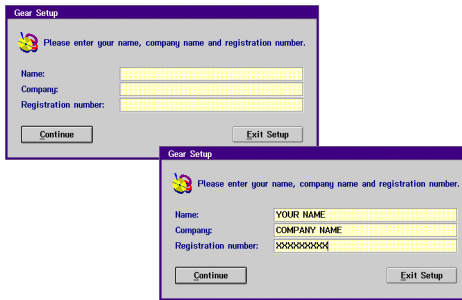 Gear Setup
Please enter your name, company name and registration number.
Name:
Company:
Registration number:
Continue Exit Setup
Gear Setup
Please enter your name, company name and registration number.
Name: YOUR NAME
Company: COMPANY NAME
Registration number: XXXXXXXXXX
Continue Exit Setup